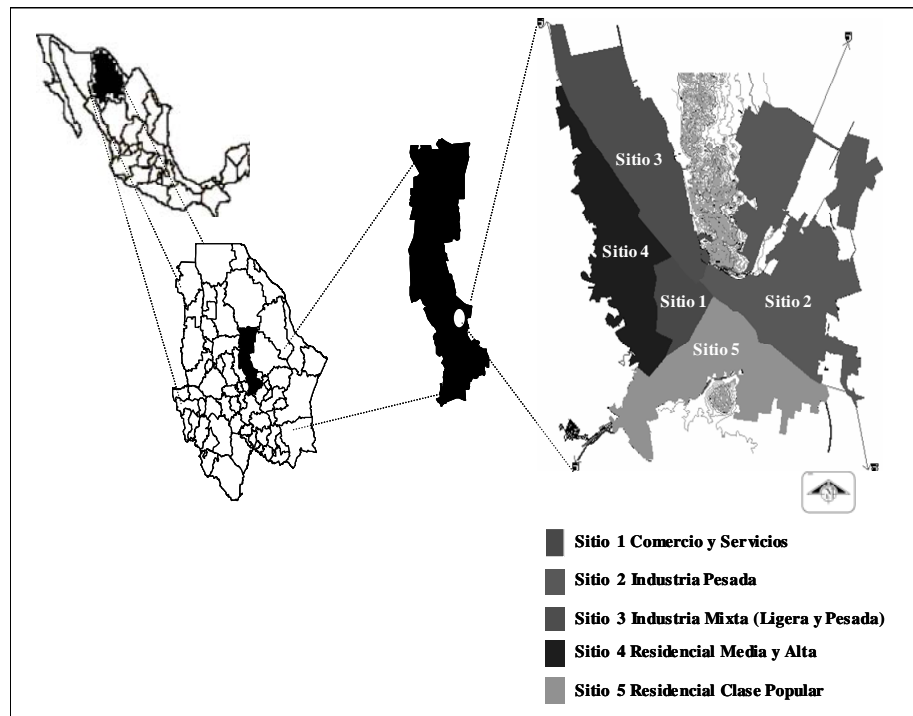 Sitio 3
Sitio 4
Sitio 1
Sitio 2
Sitio 5
Sitio 1 Comercio y Servicios
Sitio 2 Industria Pesada
Sitio 3 Industria Mixta (Ligera y Pesada)
Sitio 4 Residencial Media y Alta
Sitio 5 Residencial Clase Popular